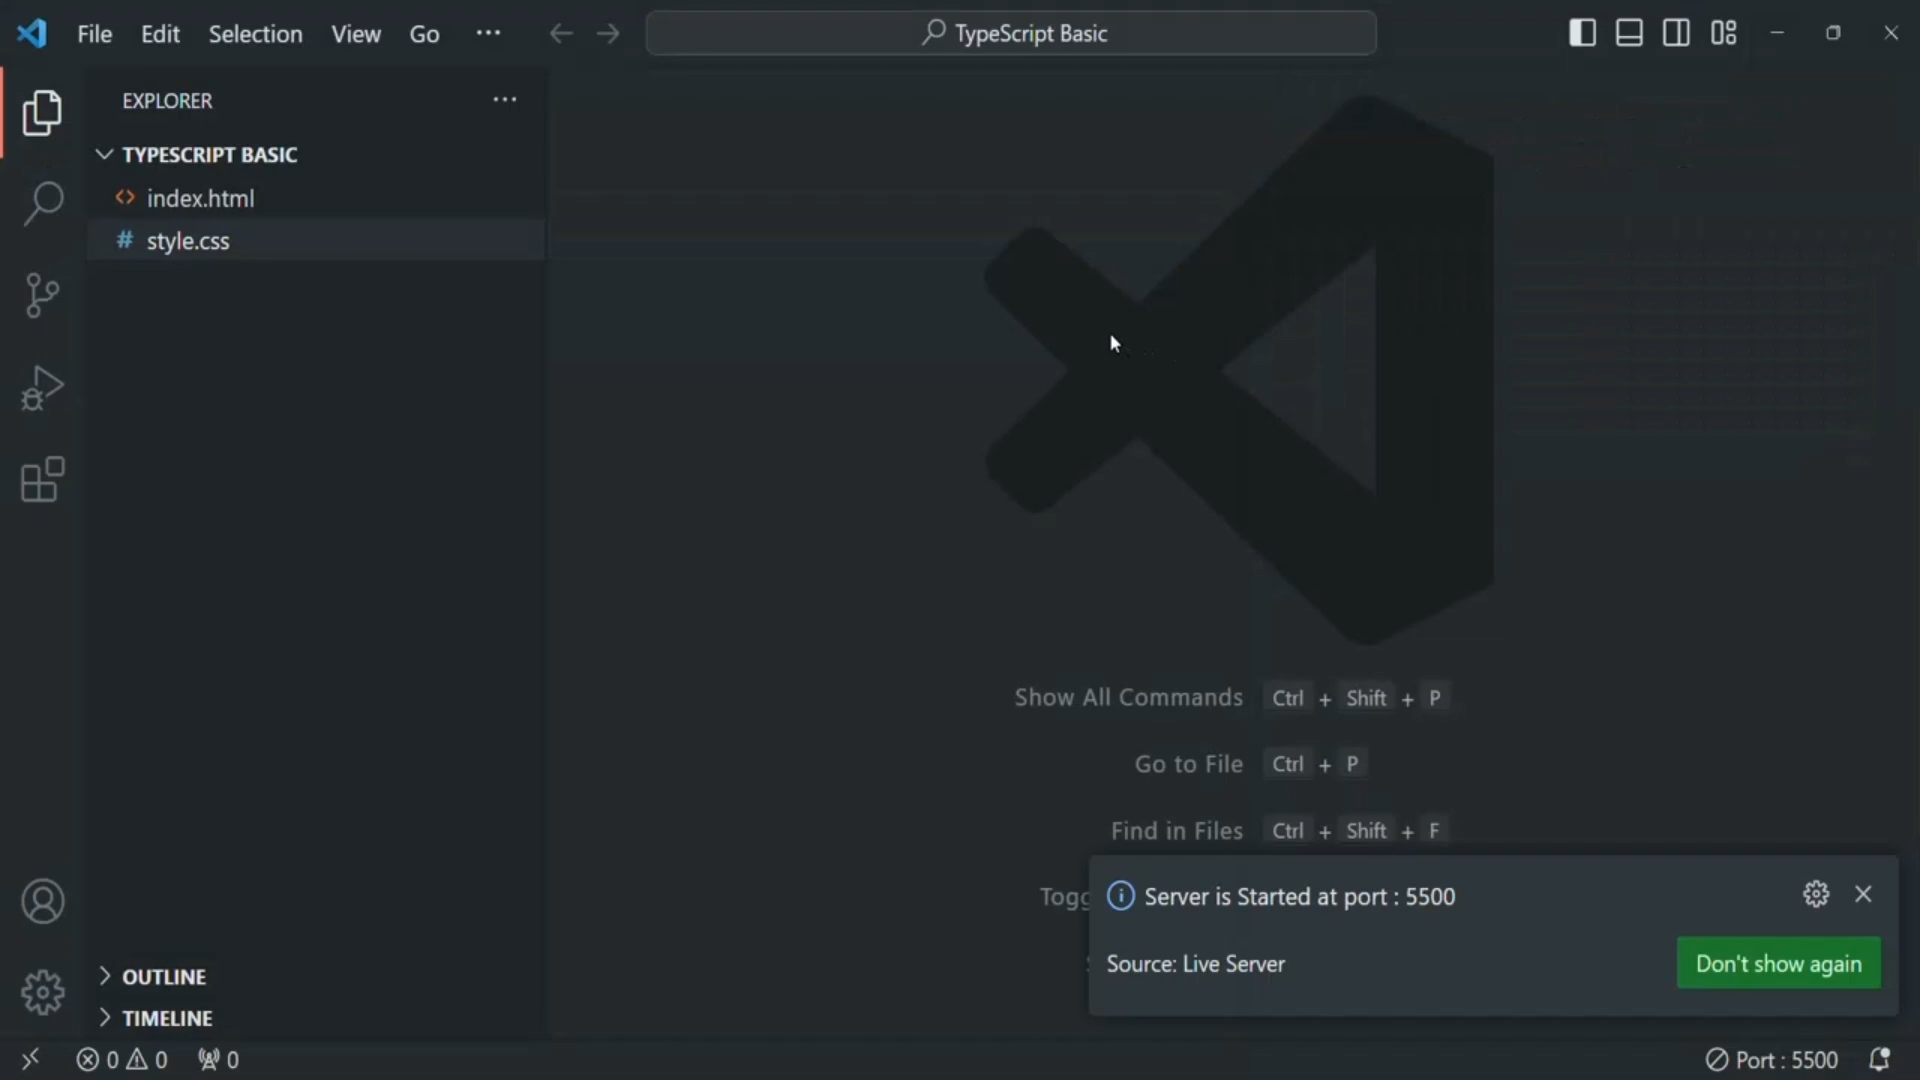 File Edit Selection View Go ··· TypeScript Basic
EXPLORER ···
TYPESCRIPT BASIC
<> index.html
# style.css
Show All Commands Ctrl + Shift + P
Go to File Ctrl + P
Find in Files Ctrl + Shift + F
Togg
Server is Started at port : 5500
Source: Live Server Don't show again
OUTLINE
TIMELINE
0 0 0 Port : 5500